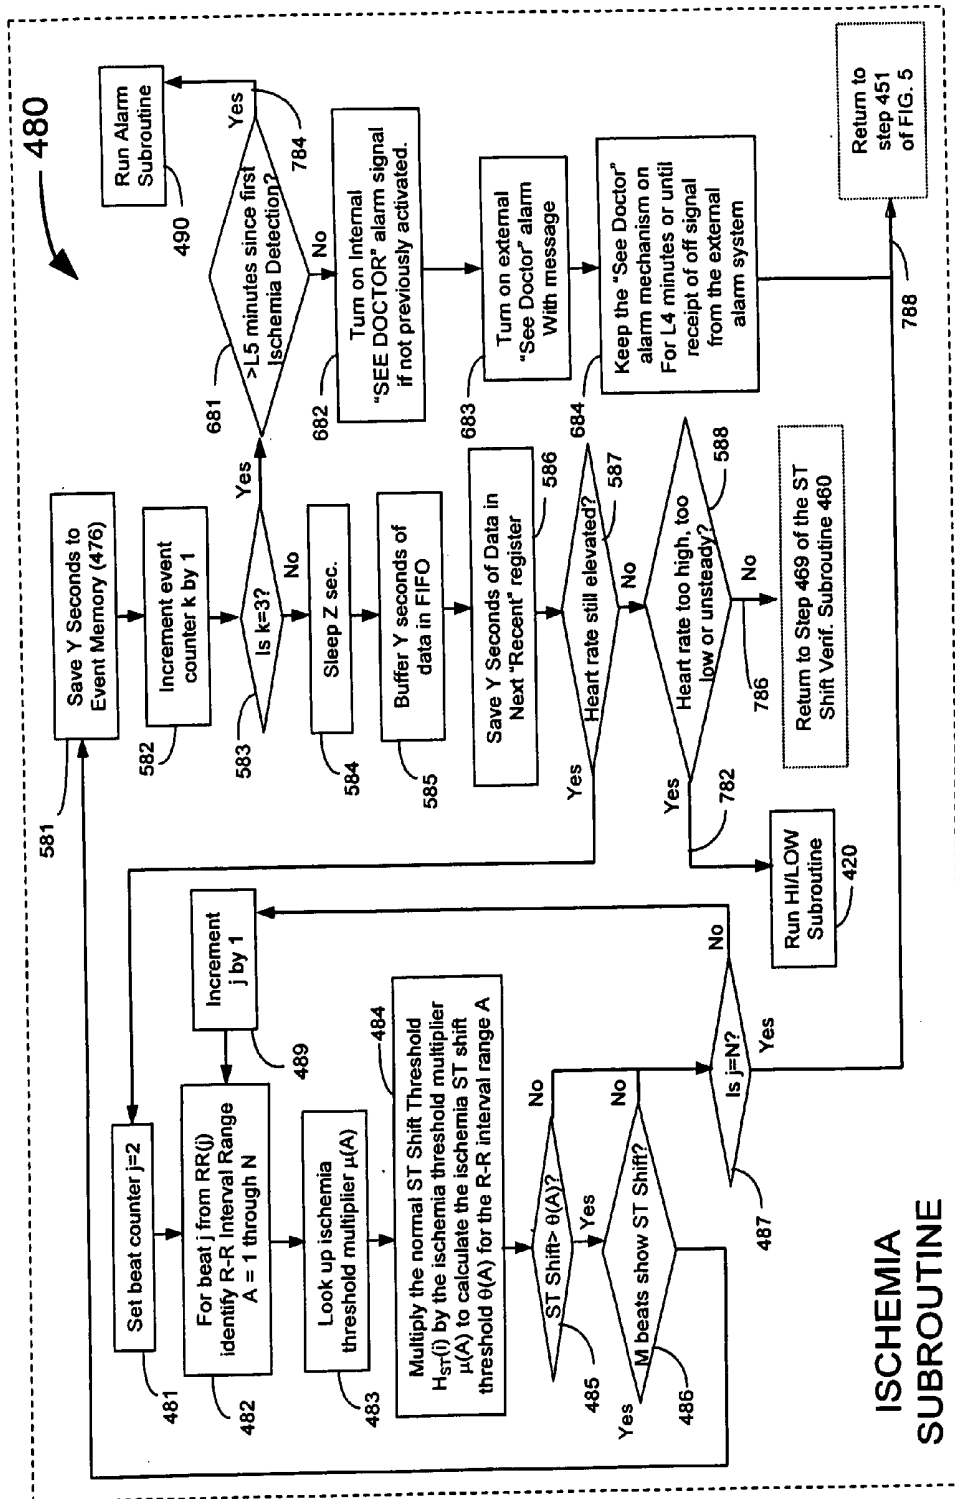 480
Set beat counter j=2
481
For beat j from RR(j)
identify R-R Interval Range
A = 1 through N
482
Increment
j by 1
489
Look up ischemia
threshold multiplier μ(A)
483
Multiply the normal ST Shift Threshold
H_ST(i) by the ischemia threshold multiplier
μ(A) to calculate the ischemia ST shift
threshold θ(A) for the R-R interval range A
484
ST Shift> θ(A)?
485
No
Yes
M beats show ST Shift?
486
No
Yes
Is j=N?
487
No
Yes
Save Y Seconds to
Event Memory (476)
581
Increment event
counter k by 1
582
Is k=3?
583
Yes
No
Sleep Z sec.
584
Buffer Y seconds of
data in FIFO
585
Save Y Seconds of Data in
Next "Recent" register
586
Heart rate still elevated?
587
Yes
No
Heart rate too high, too
low or unsteady?
588
Yes
782
No
786
Run HI/LOW
Subroutine
420
Return to Step 469 of the ST
Shift Verif. Subroutine 460
Run Alarm
Subroutine
490
>L5 minutes since first
Ischemia Detection?
681
Yes
784
No
Turn on Internal
"SEE DOCTOR" alarm signal
if not previously activated.
682
Turn on external
"See Doctor" alarm
With message
683
Keep the "See Doctor"
alarm mechanism on
For L4 minutes or until
receipt of off signal
from the external
alarm system
684
788
Return to
step 451
of FIG. 5
ISCHEMIA
SUBROUTINE